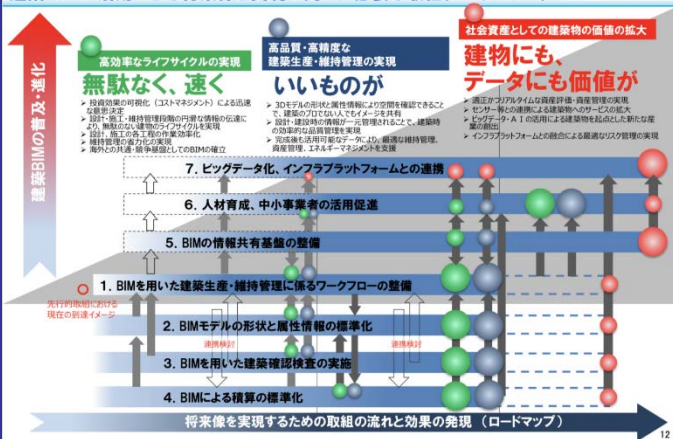 高効率なライフサイクルの実現
無駄なく、速く
➤ 投資効果の可視化(コストマネジメント)による迅速
な意思決定
➤ 設計・施工・維持管理段階の円滑な情報の伝達に
より、無駄のない建物のライフサイクルを実現
➤ 設計、施工の各工程の作業効率化
➤ 維持管理の省力化の実現
➤ 海外との共通・競争基盤としてのBIMの確立
高品質・高精度な
建築生産・維持管理の実現
いいものが
➤ 3Dモデルの形状と属性情報により空間を確認できること
で、建築のプロでない人でもイメージを共有
➤ 設計・建設時の情報が一元管理されることで、建築時
の効率的な品質管理を実現
➤ 完成後も活用可能なデータにより、最適な維持管理、
資産管理、エネルギーマネジメントを支援
社会資産としての建築物の価値の拡大
建物にも、
データにも価値が
➤ 適正かつリアルタイムな資産評価・資産管理の実現
➤ センサー等との連携による建築物へのサービスの拡大
➤ ビッグデータ・AIの活用による建築物を起点とした新たな産
業の創出
➤ インフラプラットフォームとの融合による最適なリスク管理の実現
建築BIMの普及・進化
7. ビッグデータ化、インフラプラットフォームとの連携
6. 人材育成、中小事業者の活用促進
5. BIMの情報共有基盤の整備
1. BIMを用いた建築生産・維持管理に係るワークフローの整備
先行的取組における
現在の到達イメージ
2. BIMモデルの形状と属性情報の標準化
連携検討
連携検討
3. BIMを用いた建築確認検査の実施
4. BIMによる積算の標準化
将来像を実現するための取組の流れと効果の発現 (ロードマップ)
12